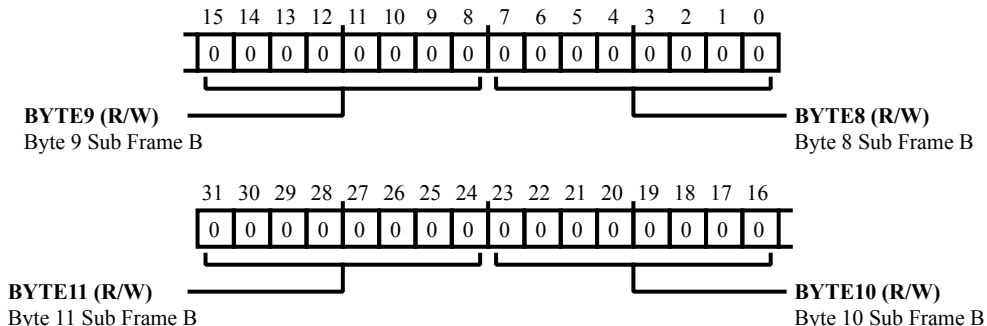 15 14 13 12 11 10 9 8 7 6 5 4 3 2 1 0
0 0 0 0 0 0 0 0 0 0 0 0 0 0 0 0
BYTE9 (R/W)
Byte 9 Sub Frame B
BYTE8 (R/W)
Byte 8 Sub Frame B
31 30 29 28 27 26 25 24 23 22 21 20 19 18 17 16
0 0 0 0 0 0 0 0 0 0 0 0 0 0 0 0
BYTE11 (R/W)
Byte 11 Sub Frame B
BYTE10 (R/W)
Byte 10 Sub Frame B